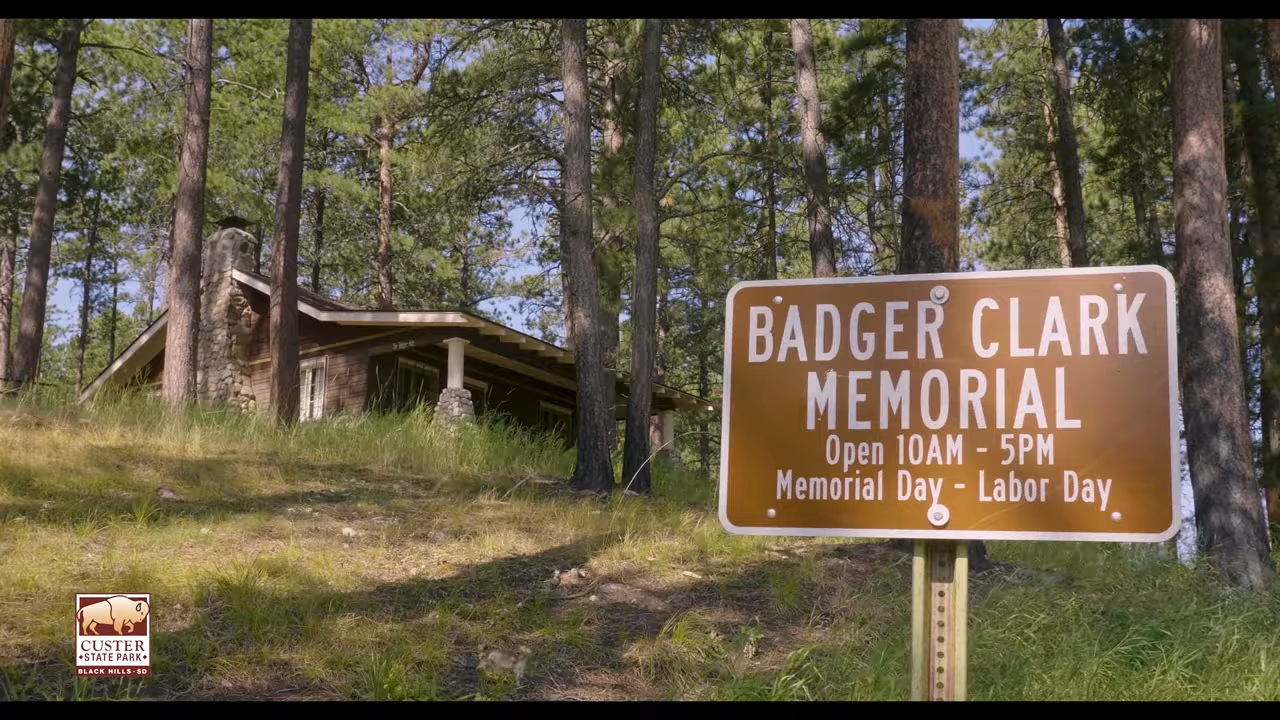 BADGER CLARK
MEMORIAL
Open 10AM - 5PM
Memorial Day - Labor Day
CUSTER
• STATE PARK •
BLACK HILLS • SD